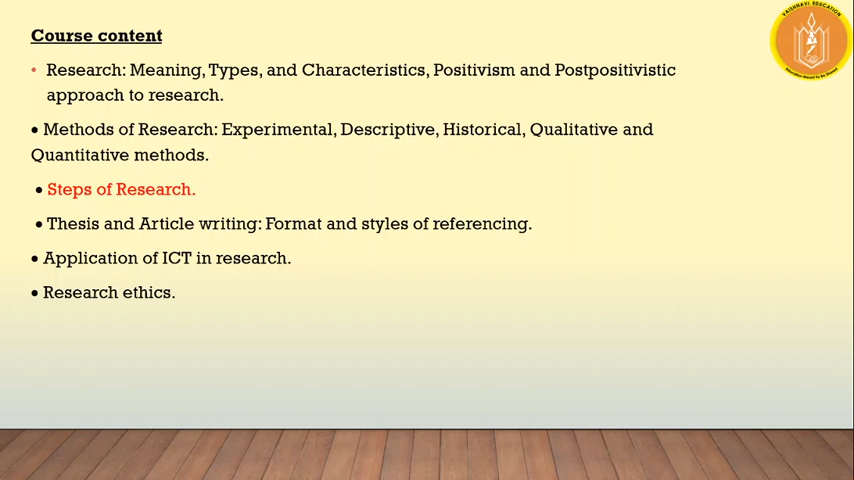 Course content
• Research: Meaning, Types, and Characteristics, Positivism and Postpositivistic
approach to research.
• Methods of Research: Experimental, Descriptive, Historical, Qualitative and
Quantitative methods.
• Steps of Research.
• Thesis and Article writing: Format and styles of referencing.
• Application of ICT in research.
• Research ethics.
VAISHNAVI EDUCATION